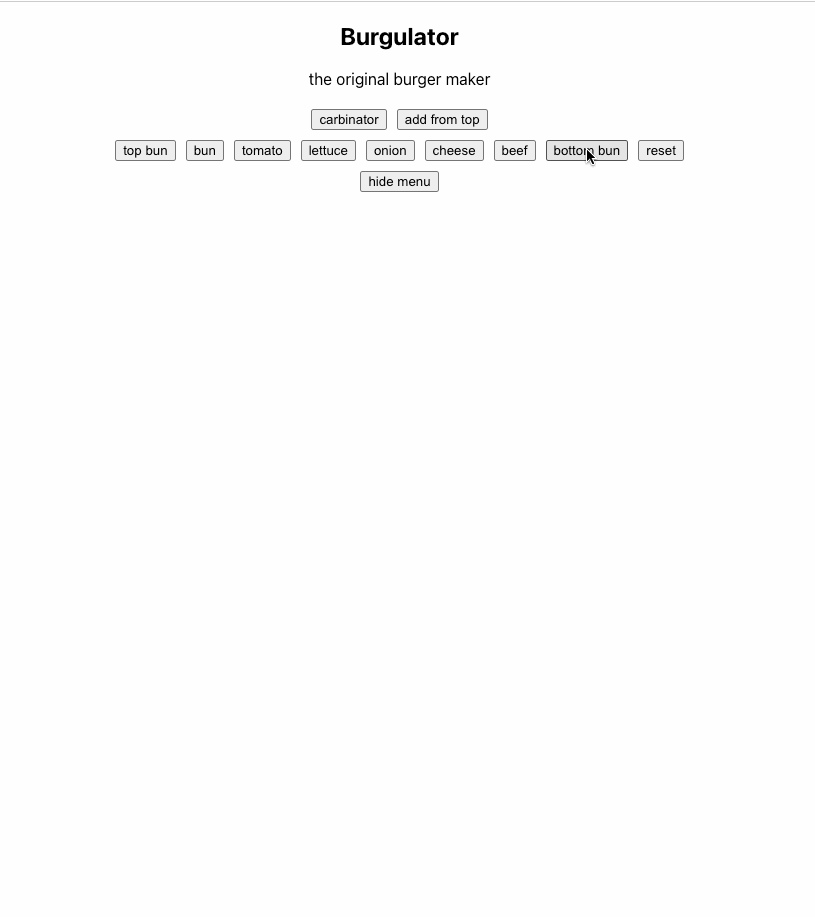 Burgulator
the original burger maker
carbinator add from top
top bun bun tomato lettuce onion cheese beef bottom bun reset
hide menu